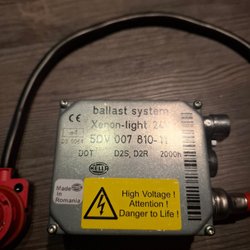 ballast system
Xenon-light 24V
5DV 007 810-11
DOT D2S, D2R 2000h
HELLA
Made in
Romania
High Voltage !
Attention !
Danger to Life !